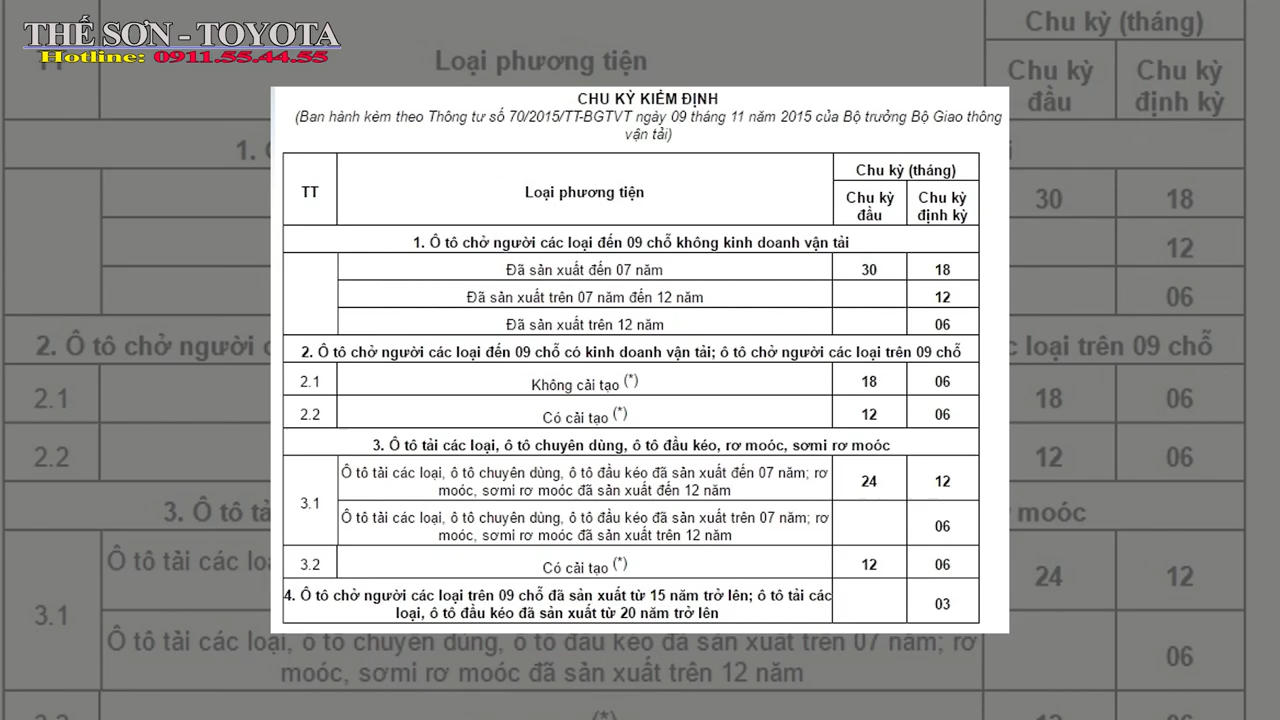 THẾ SƠN - TOYOTA
Hotline: 0911.55.44.55
CHU KỲ KIỂM ĐỊNH
(Ban hành kèm theo Thông tư số 70/2015/TT-BGTVT ngày 09 tháng 11 năm 2015 của Bộ trưởng Bộ Giao thông
vận tải)
TT
Loại phương tiện
Chu kỳ (tháng)
Chu kỳ
đầu
Chu kỳ
định kỳ
1. Ô tô chở người các loại đến 09 chỗ không kinh doanh vận tải
Đã sản xuất đến 07 năm 30 18
Đã sản xuất trên 07 năm đến 12 năm 12
Đã sản xuất trên 12 năm 06
2. Ô tô chở người các loại đến 09 chỗ có kinh doanh vận tải; ô tô chở người các loại trên 09 chỗ
2.1 Không cải tạo (*) 18 06
2.2 Có cải tạo (*) 12 06
3. Ô tô tải các loại, ô tô chuyên dùng, ô tô đầu kéo, rơ moóc, sơmi rơ moóc
3.1
Ô tô tải các loại, ô tô chuyên dùng, ô tô đầu kéo đã sản xuất đến 07 năm; rơ
moóc, sơmi rơ moóc đã sản xuất đến 12 năm
24 12
Ô tô tải các loại, ô tô chuyên dùng, ô tô đầu kéo đã sản xuất trên 07 năm; rơ
moóc, sơmi rơ moóc đã sản xuất trên 12 năm
06
3.2 Có cải tạo (*) 12 06
4. Ô tô chở người các loại trên 09 chỗ đã sản xuất từ 15 năm trở lên; ô tô tải các
loại, ô tô đầu kéo đã sản xuất từ 20 năm trở lên
03